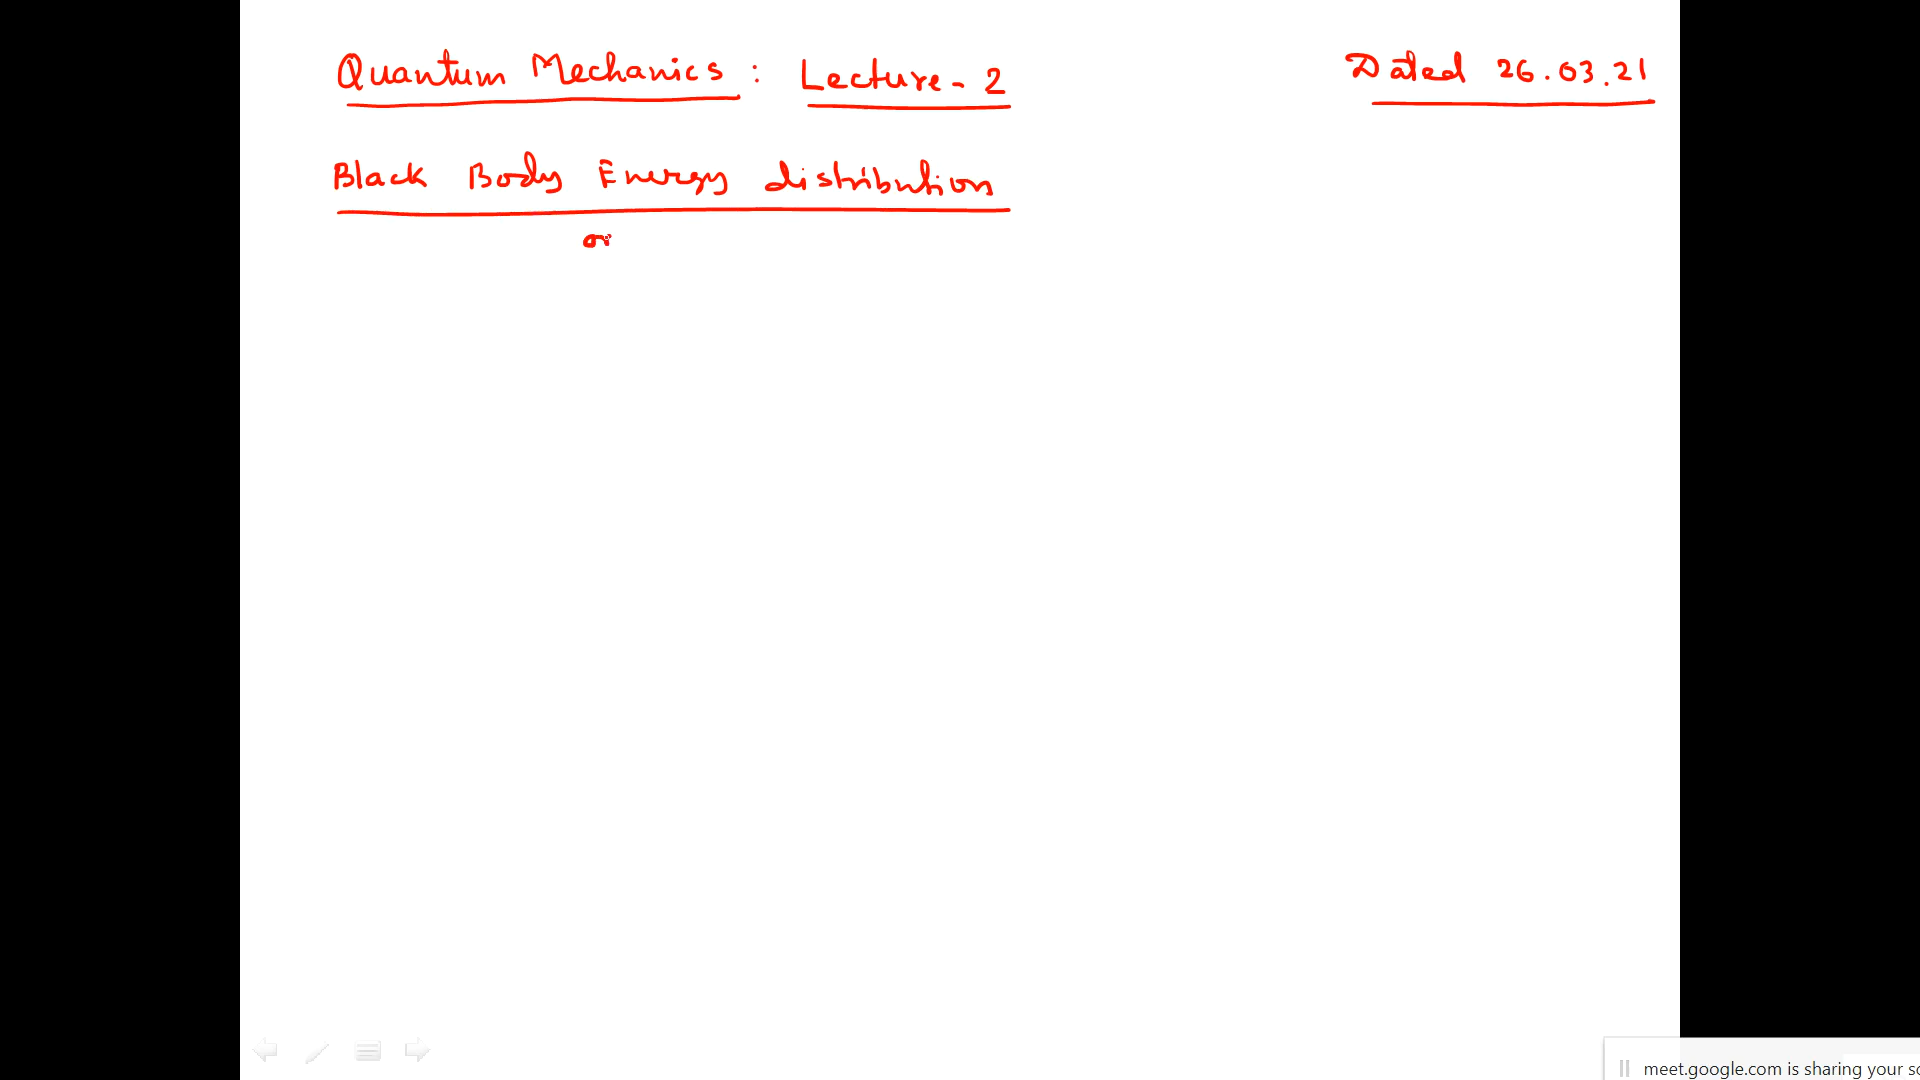 Quantum Mechanics : Lecture - 2 Dated 26.03.21
Black Body Energy distribution
or
meet.google.com is sharing your sc